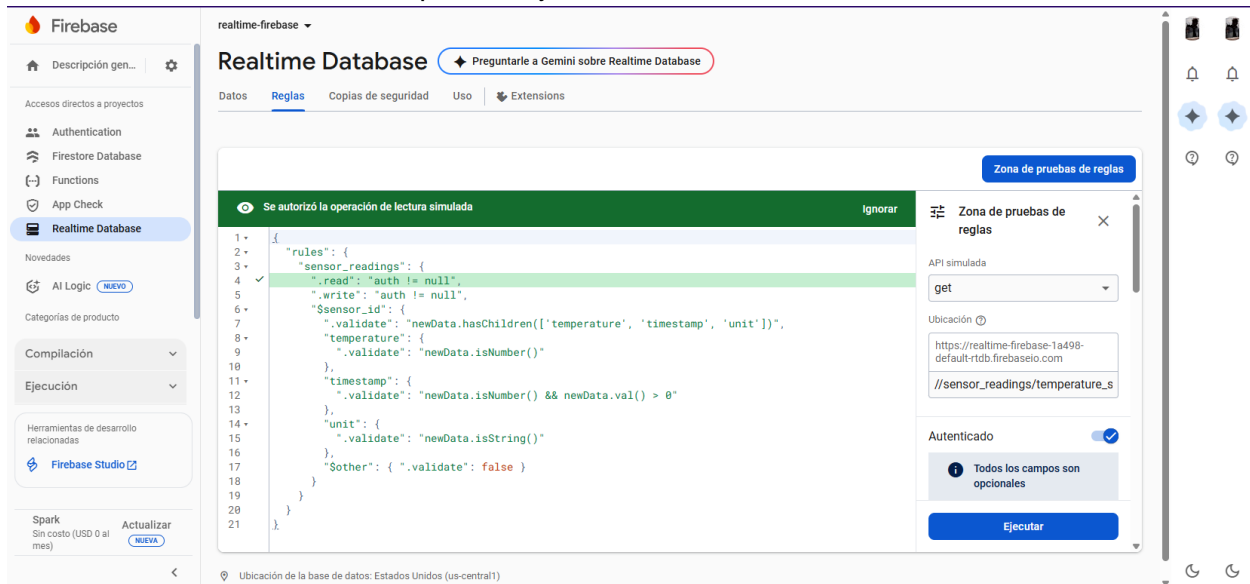 Firebase
realtime-firebase
Descripción gen...
Realtime Database
Preguntarle a Gemini sobre Realtime Database
Datos Reglas Copias de seguridad Uso Extensions
Accesos directos a proyectos
Authentication
Firestore Database
Functions
App Check
Realtime Database
Novedades
AI Logic NUEVO
Categorías de producto
Compilación
Ejecución
Herramientas de desarrollo
relacionadas
Firebase Studio
Spark
Sin costo (USD 0 al
mes)
Actualizar
NUEVA
Zona de pruebas de reglas
Se autorizó la operación de lectura simulada Ignorar
1 {
2 "rules": {
3 "sensor_readings": {
4 ".read": "auth != null",
5 ".write": "auth != null",
6 "$sensor_id": {
7 ".validate": "newData.hasChildren(['temperature', 'timestamp', 'unit'])",
8 "temperature": {
9 ".validate": "newData.isNumber()"
10 },
11 "timestamp": {
12 ".validate": "newData.isNumber() && newData.val() > 0"
13 },
14 "unit": {
15 ".validate": "newData.isString()"
16 },
17 "$other": { ".validate": false }
18 }
19 }
20 }
21 }
Zona de pruebas de
reglas
API simulada
get
Ubicación
https://realtime-firebase-1a498-
default-rtdb.firebaseio.com
//sensor_readings/temperature_s
Autenticado
Todos los campos son
opcionales
Ejecutar
Ubicación de la base de datos: Estados Unidos (us-central1)